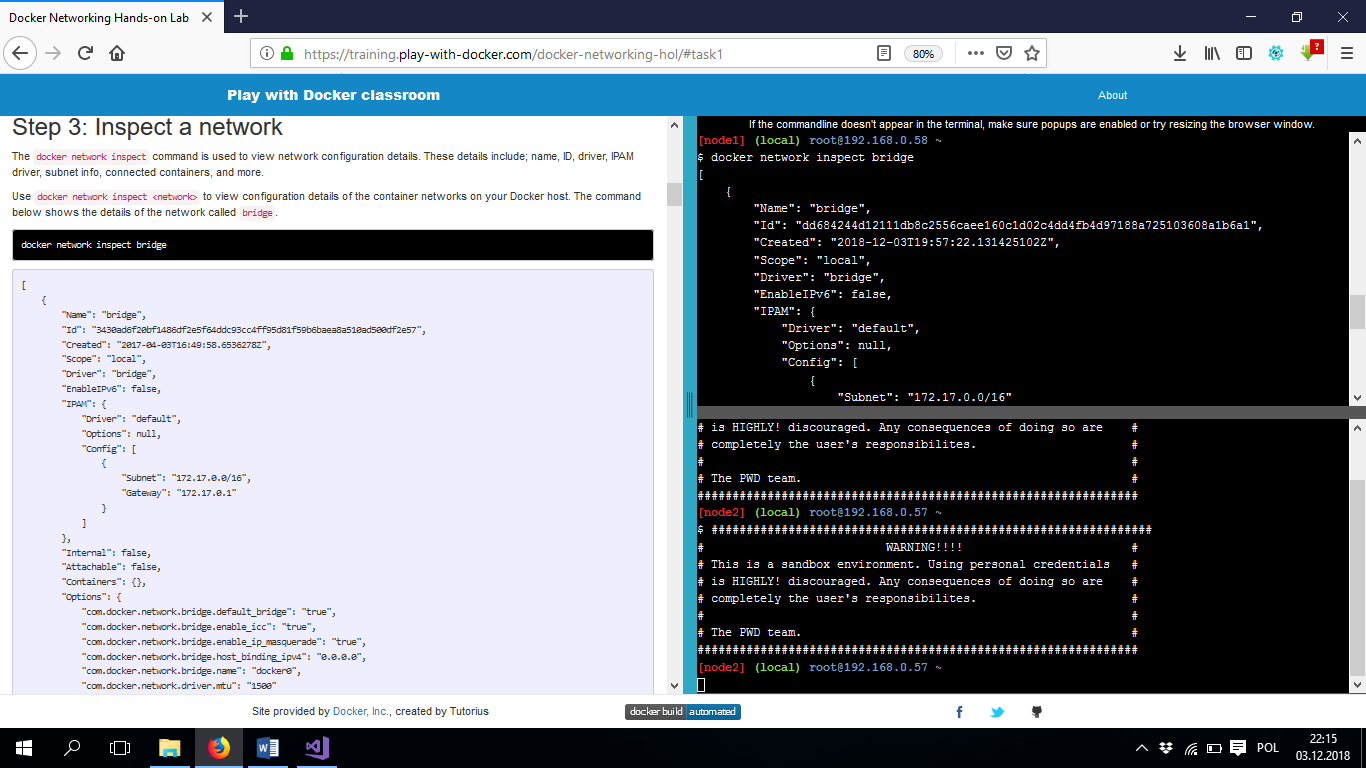 Docker Networking Hands-on Lab
https://training.play-with-docker.com/docker-networking-hol/#task1
80%
?
Play with Docker classroom
About
Step 3: Inspect a network
The docker network inspect command is used to view network configuration details. These details include; name, ID, driver, IPAM
driver, subnet info, connected containers, and more.
Use docker network inspect <network> to view configuration details of the container networks on your Docker host. The command
below shows the details of the network called bridge.
docker network inspect bridge
[
    {
        "Name": "bridge",
        "Id": "3430ad6f20bf1486df2e5f64ddc93cc4ff95d81f59b6baea8a510ad500df2e57",
        "Created": "2017-04-03T16:49:58.6536278Z",
        "Scope": "local",
        "Driver": "bridge",
        "EnableIPv6": false,
        "IPAM": {
            "Driver": "default",
            "Options": null,
            "Config": [
                {
                    "Subnet": "172.17.0.0/16",
                    "Gateway": "172.17.0.1"
                }
            ]
        },
        "Internal": false,
        "Attachable": false,
        "Containers": {},
        "Options": {
            "com.docker.network.bridge.default_bridge": "true",
            "com.docker.network.bridge.enable_icc": "true",
            "com.docker.network.bridge.enable_ip_masquerade": "true",
            "com.docker.network.bridge.host_binding_ipv4": "0.0.0.0",
            "com.docker.network.bridge.name": "docker0",
            "com.docker.network.driver.mtu": "1500"
If the commandline doesn't appear in the terminal, make sure popups are enabled or try resizing the browser window.
[node1] (local) root@192.168.0.58 ~
$ docker network inspect bridge
[
    {
        "Name": "bridge",
        "Id": "dd684244d12111db8c2556caee160c1d02c4dd4fb4d97188a725103608a1b6a1",
        "Created": "2018-12-03T19:57:22.131425102Z",
        "Scope": "local",
        "Driver": "bridge",
        "EnableIPv6": false,
        "IPAM": {
            "Driver": "default",
            "Options": null,
            "Config": [
                {
                    "Subnet": "172.17.0.0/16"
# is HIGHLY! discouraged. Any consequences of doing so are    #
# completely the user's responsibilites.                      #
#                                                             #
# The PWD team.                                               #
###############################################################
[node2] (local) root@192.168.0.57 ~
$ ###############################################################
#                          WARNING!!!!                        #
# This is a sandbox environment. Using personal credentials   #
# is HIGHLY! discouraged. Any consequences of doing so are    #
# completely the user's responsibilites.                      #
#                                                             #
# The PWD team.                                               #
###############################################################
[node2] (local) root@192.168.0.57 ~
Site provided by Docker, Inc., created by Tutorius
docker build automated
POL
22:15
03.12.2018